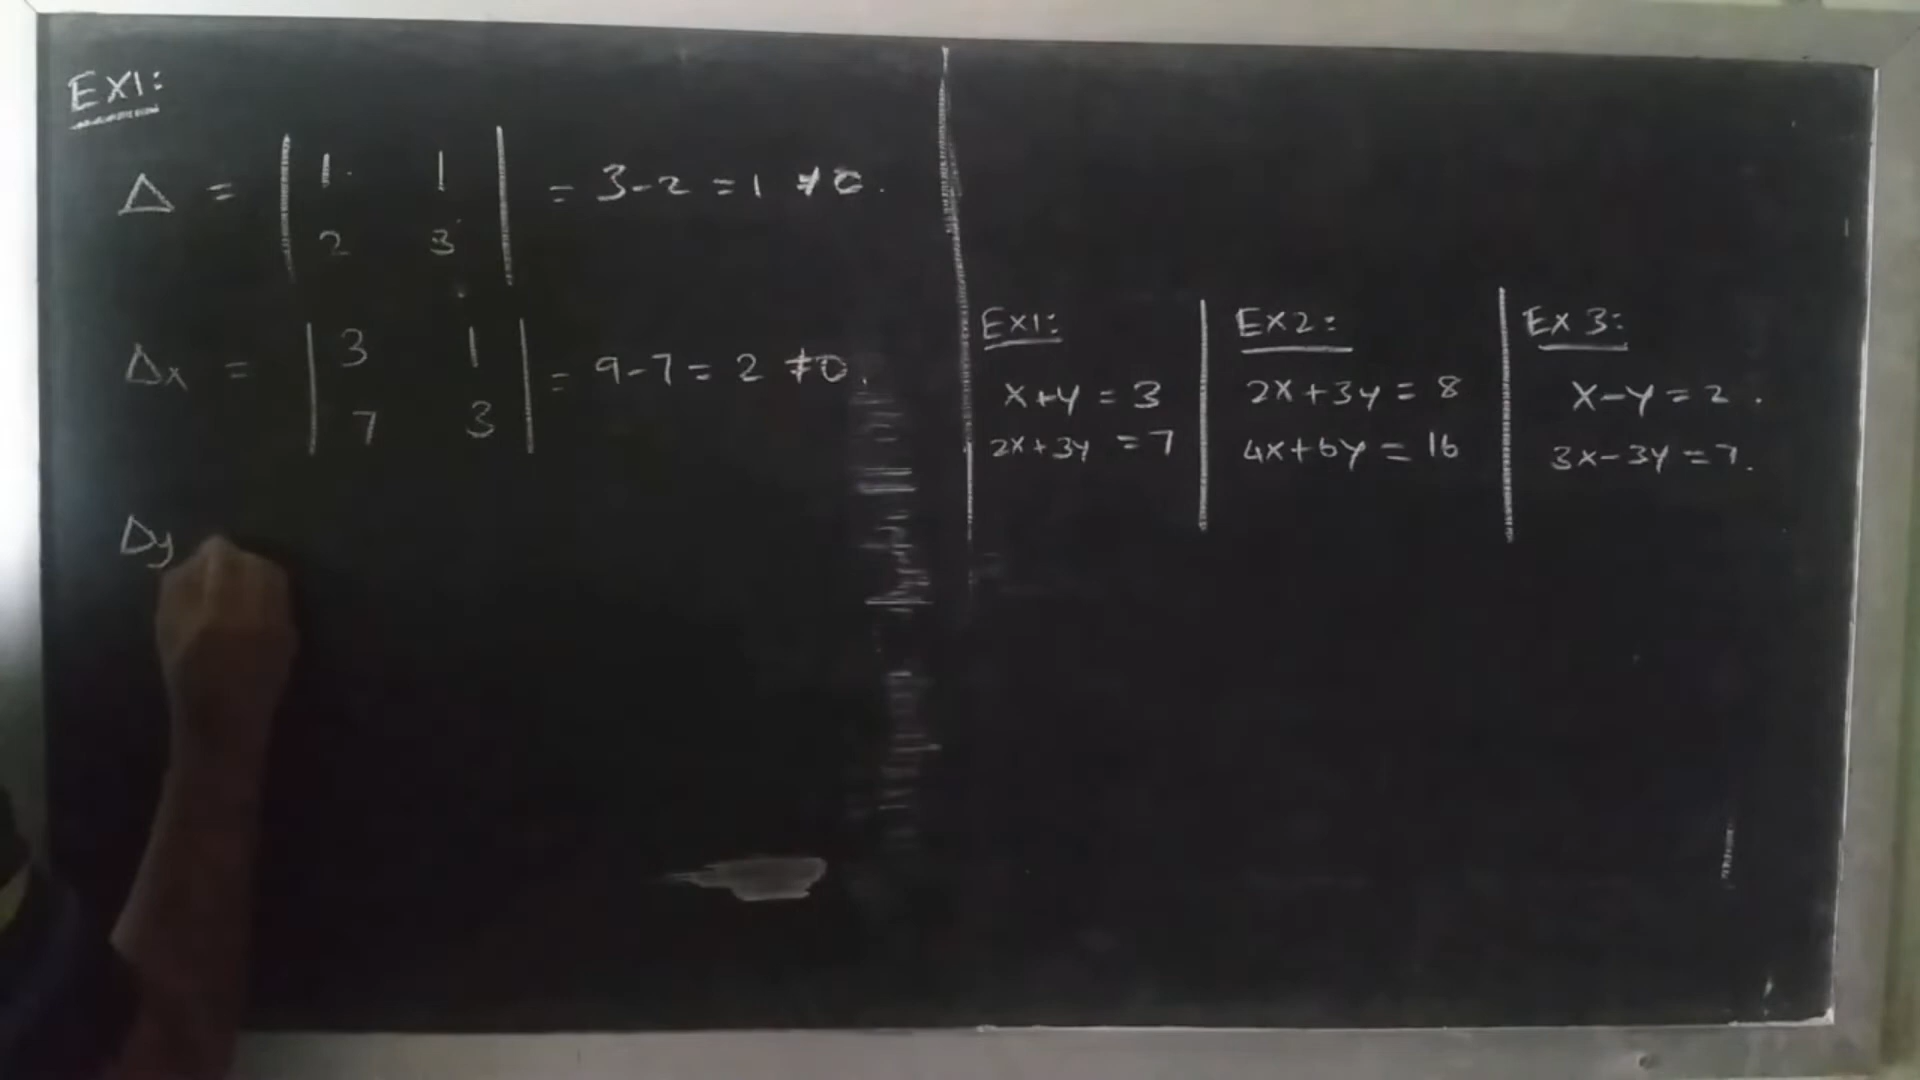 EX1:
Δ = | 1 1 | = 3-2 = 1 ≠0.
| 2 3 |
Δx = | 3 1 | = 9-7 = 2 ≠0.
| 7 3 |
Δy
EX1:
x+y = 3
2x+3y = 7
EX2:
2x+3y = 8
4x+6y = 16
EX 3:
x-y = 2.
3x-3y = 7.